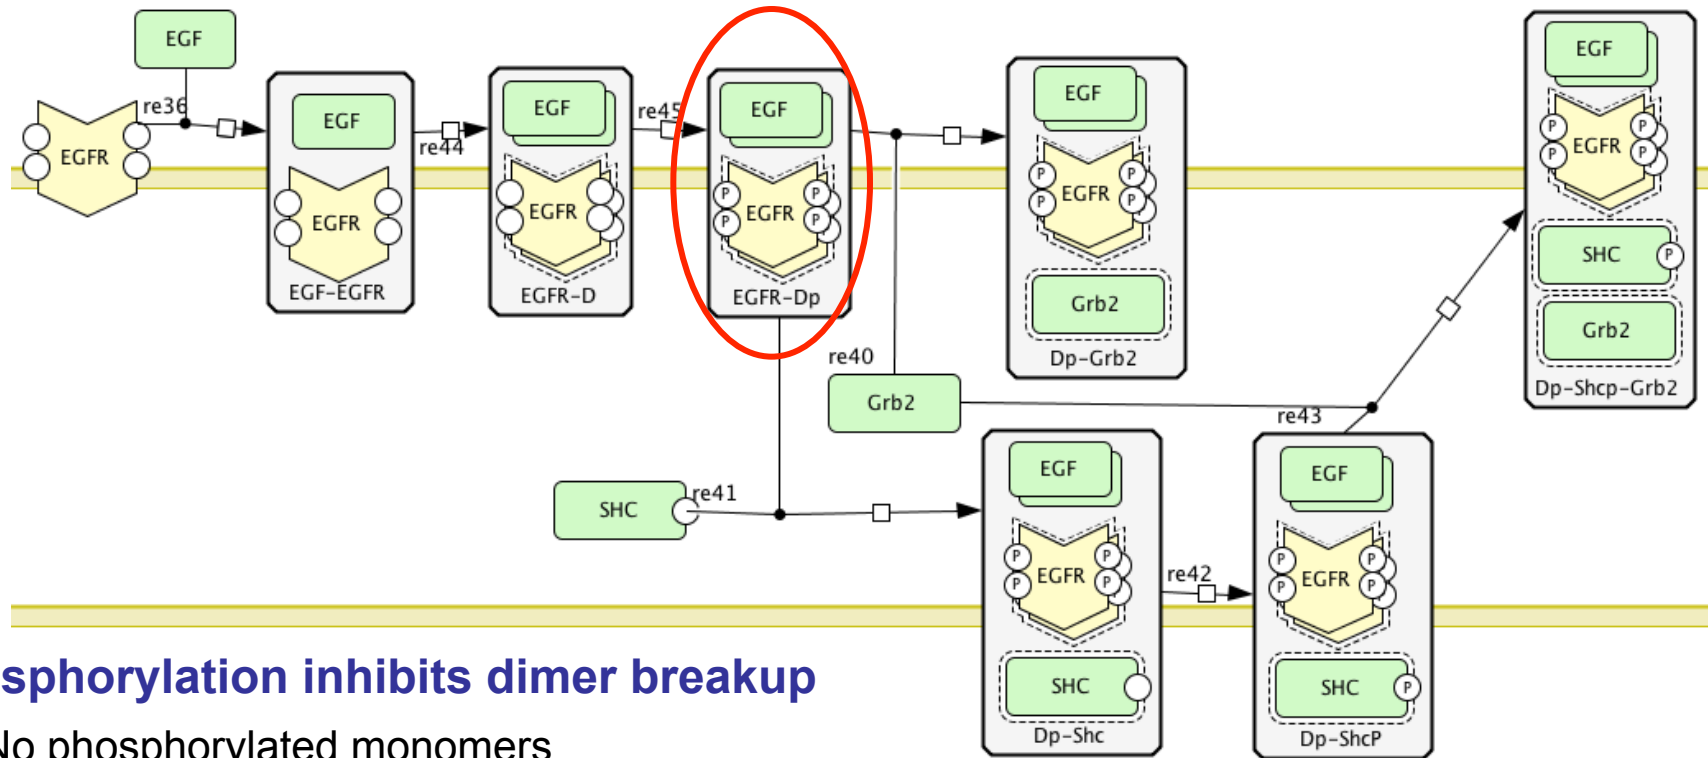 EGF
re36
EGFR
EGF
EGFR
EGF-EGFR
re44
EGF
EGFR
EGFR-D
re45
EGF
P
P
EGFR
P
P
EGFR-Dp
EGF
P
P
EGFR
P
P
Grb2
Dp-Grb2
re40
Grb2
EGF
P
P
EGFR
P
P
SHC
P
Grb2
Dp-Shcp-Grb2
re43
SHC
re41
EGF
P
P
EGFR
P
P
SHC
Dp-Shc
re42
EGF
P
P
EGFR
P
P
SHC
P
Dp-ShcP
sphorylation inhibits dimer breakup
No phosphorylated monomers